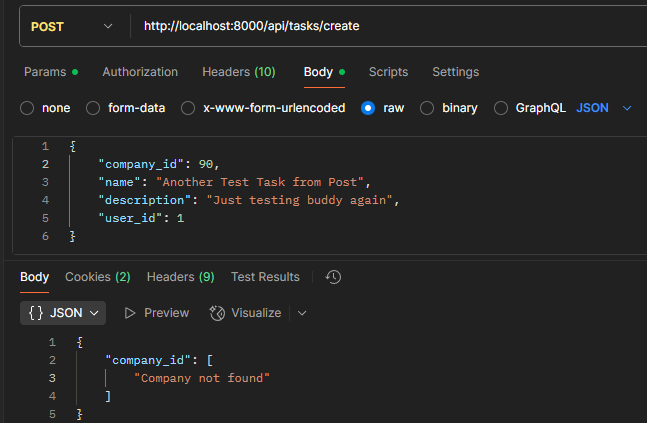 POST http://localhost:8000/api/tasks/create
Params Authorization Headers (10) Body Scripts Settings
none form-data x-www-form-urlencoded raw binary GraphQL JSON
1 {
2 "company_id": 90,
3 "name": "Another Test Task from Post",
4 "description": "Just testing buddy again",
5 "user_id": 1
6 }
Body Cookies (2) Headers (9) Test Results
{} JSON Preview Visualize
1 {
2 "company_id": [
3 "Company not found"
4 ]
5 }